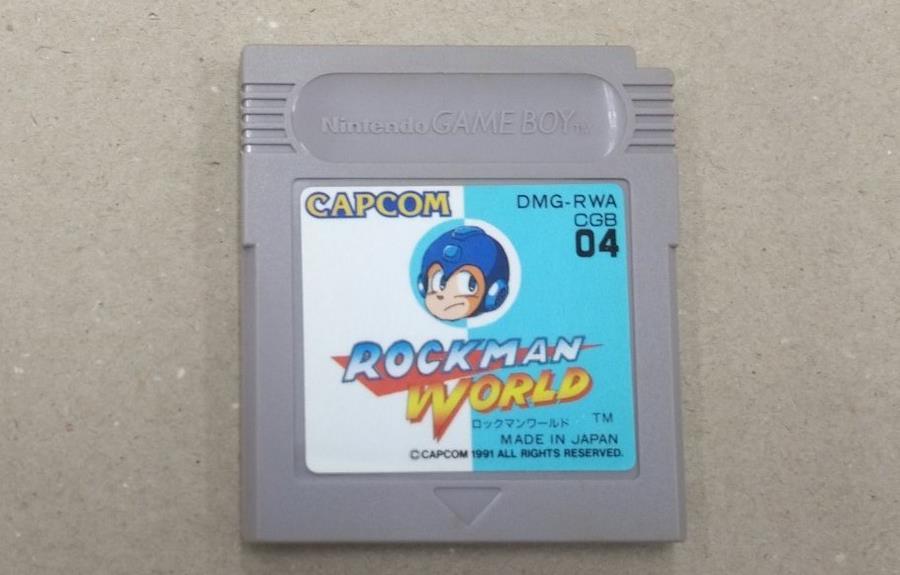 Nintendo GAME BOY TM
CAPCOM
DMG-RWA
CGB
04
ROCKMAN
WORLD
ロックマンワールド TM
MADE IN JAPAN
©CAPCOM 1991 ALL RIGHTS RESERVED.